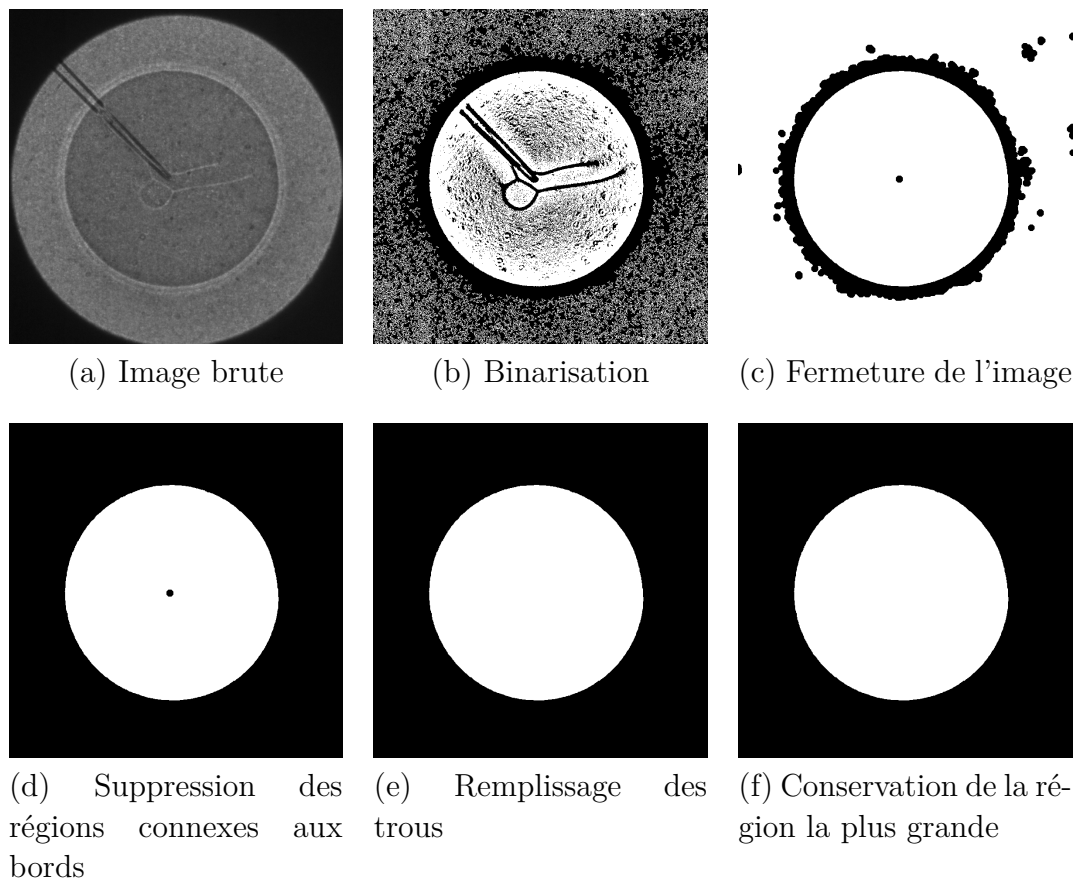 (a) Image brute
(b) Binarisation
(c) Fermeture de l'image
(d) Suppression des
régions connexes aux
bords
(e) Remplissage des
trous
(f) Conservation de la ré-
gion la plus grande